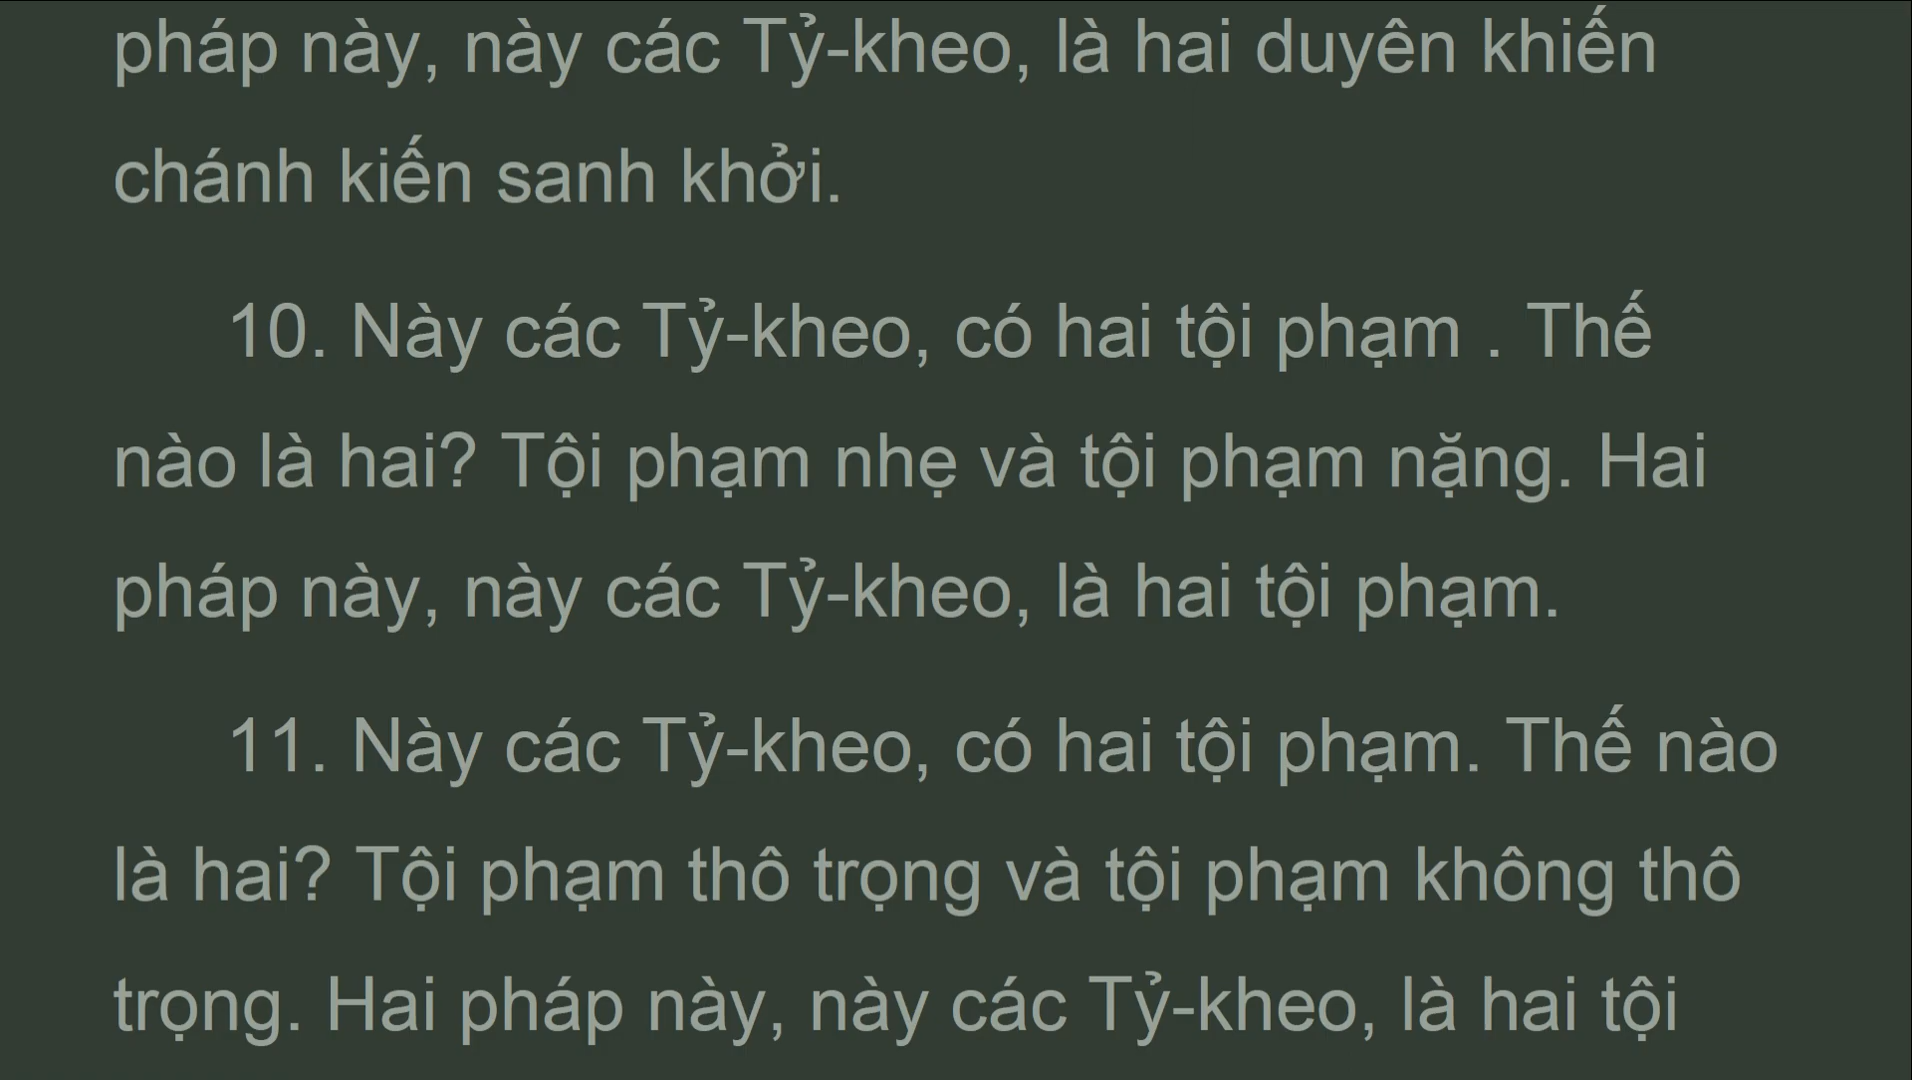 pháp này, này các Tỷ-kheo, là hai duyên khiến
chánh kiến sanh khởi.
10. Này các Tỷ-kheo, có hai tội phạm . Thế
nào là hai? Tội phạm nhẹ và tội phạm nặng. Hai
pháp này, này các Tỷ-kheo, là hai tội phạm.
11. Này các Tỷ-kheo, có hai tội phạm. Thế nào
là hai? Tội phạm thô trọng và tội phạm không thô
trọng. Hai pháp này, này các Tỷ-kheo, là hai tội